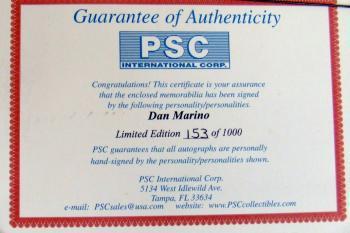 Guarantee of Authenticity
PSC
INTERNATIONAL CORP.
Congratulations! This certificate is your assurance
that the enclosed memorabilia has been signed
by the following personality/personalities.
Dan Marino
Limited Edition 153 of 1000
PSC guarantees that all autographs are personally
hand-signed by the personality/personalities shown.
PSC International Corp.
5134 West Idlewild Ave.
Tampa, FL 33634
e-mail: PSCsales@usa.com website: www.PSCcollectibles.com